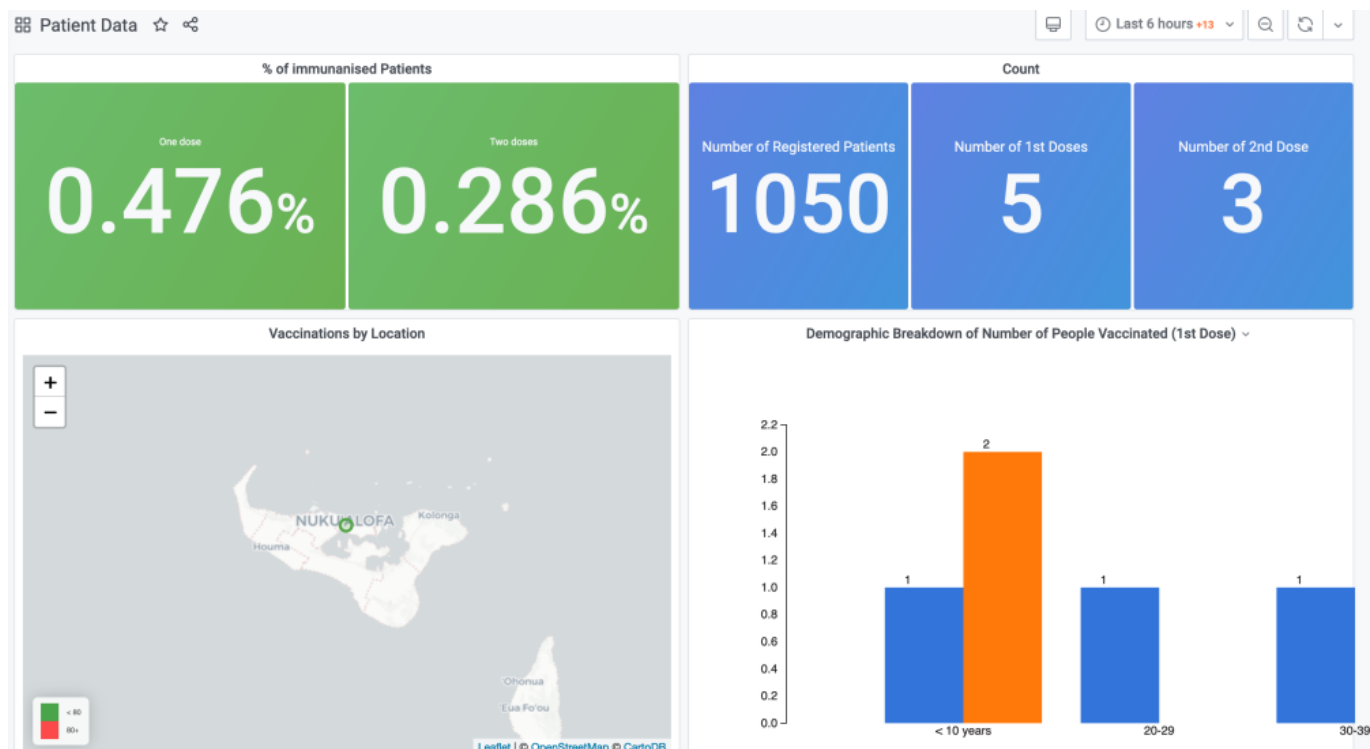 Patient Data
Last 6 hours +13
% of immunanised Patients
One dose
0.476%
Two doses
0.286%
Count
Number of Registered Patients
1050
Number of 1st Doses
5
Number of 2nd Dose
3
Vaccinations by Location
+
−
NUKU'ALOFA
Kolonga
Houma
Ohonua
Eua Fo'ou
< 80
80+
Leaflet | © OpenStreetMap © CartoDB
Demographic Breakdown of Number of People Vaccinated (1st Dose)
2.2
2.0
1.8
1.6
1.4
1.2
1.0
0.8
0.6
0.4
0.2
0.0
1
2
1
1
< 10 years
20-29
30-39